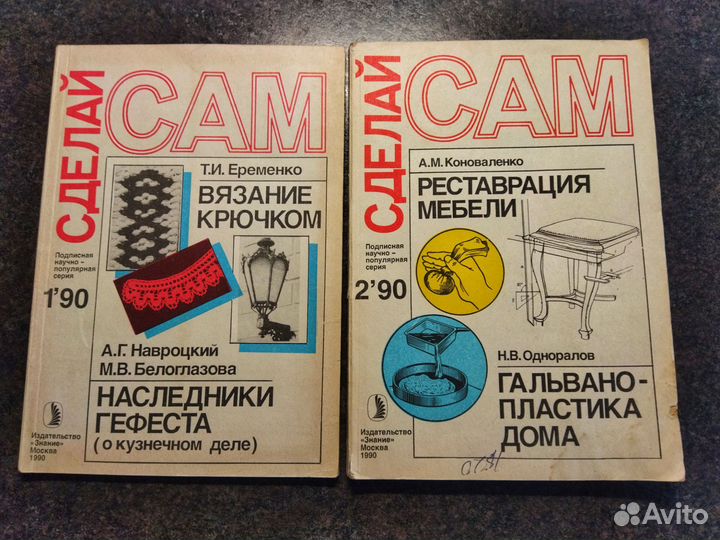 СДЕЛАЙ
САМ
Т.И. Еременко
ВЯЗАНИЕ
КРЮЧКОМ
Подписная
научно -
популярная
серия
1'90
А.Г. Навроцкий
М.В. Белоглазова
НАСЛЕДНИКИ
ГЕФЕСТА
(о кузнечном деле)
Издательство
«Знание»
Москва
1990
СДЕЛАЙ
САМ
А.М. Коноваленко
РЕСТАВРАЦИЯ
МЕБЕЛИ
Подписная
научно -
популярная
серия
2'90
Н.В. Одноралов
ГАЛЬВАНО-
ПЛАСТИКА
ДОМА
Издательство
«Знание»
Москва
1990
Avito